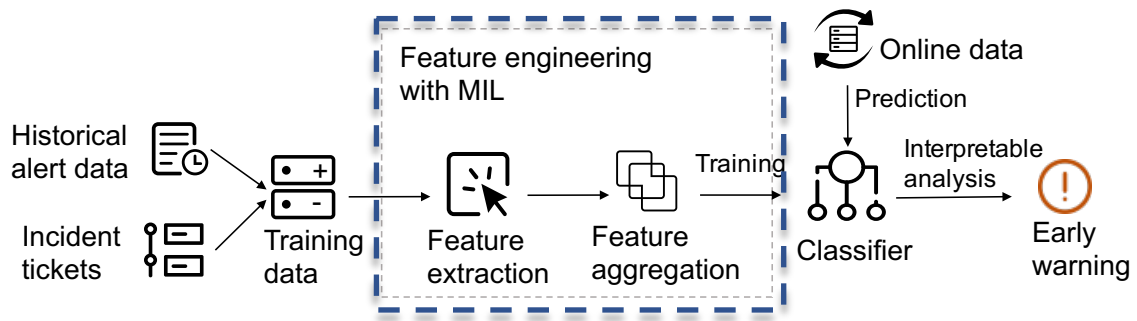 Historical
alert data
Incident
tickets
+
-
Training
data
Feature engineering
with MIL
Feature
extraction
Feature
aggregation
Training
Online data
Prediction
Classifier
Interpretable
analysis
!
Early
warning